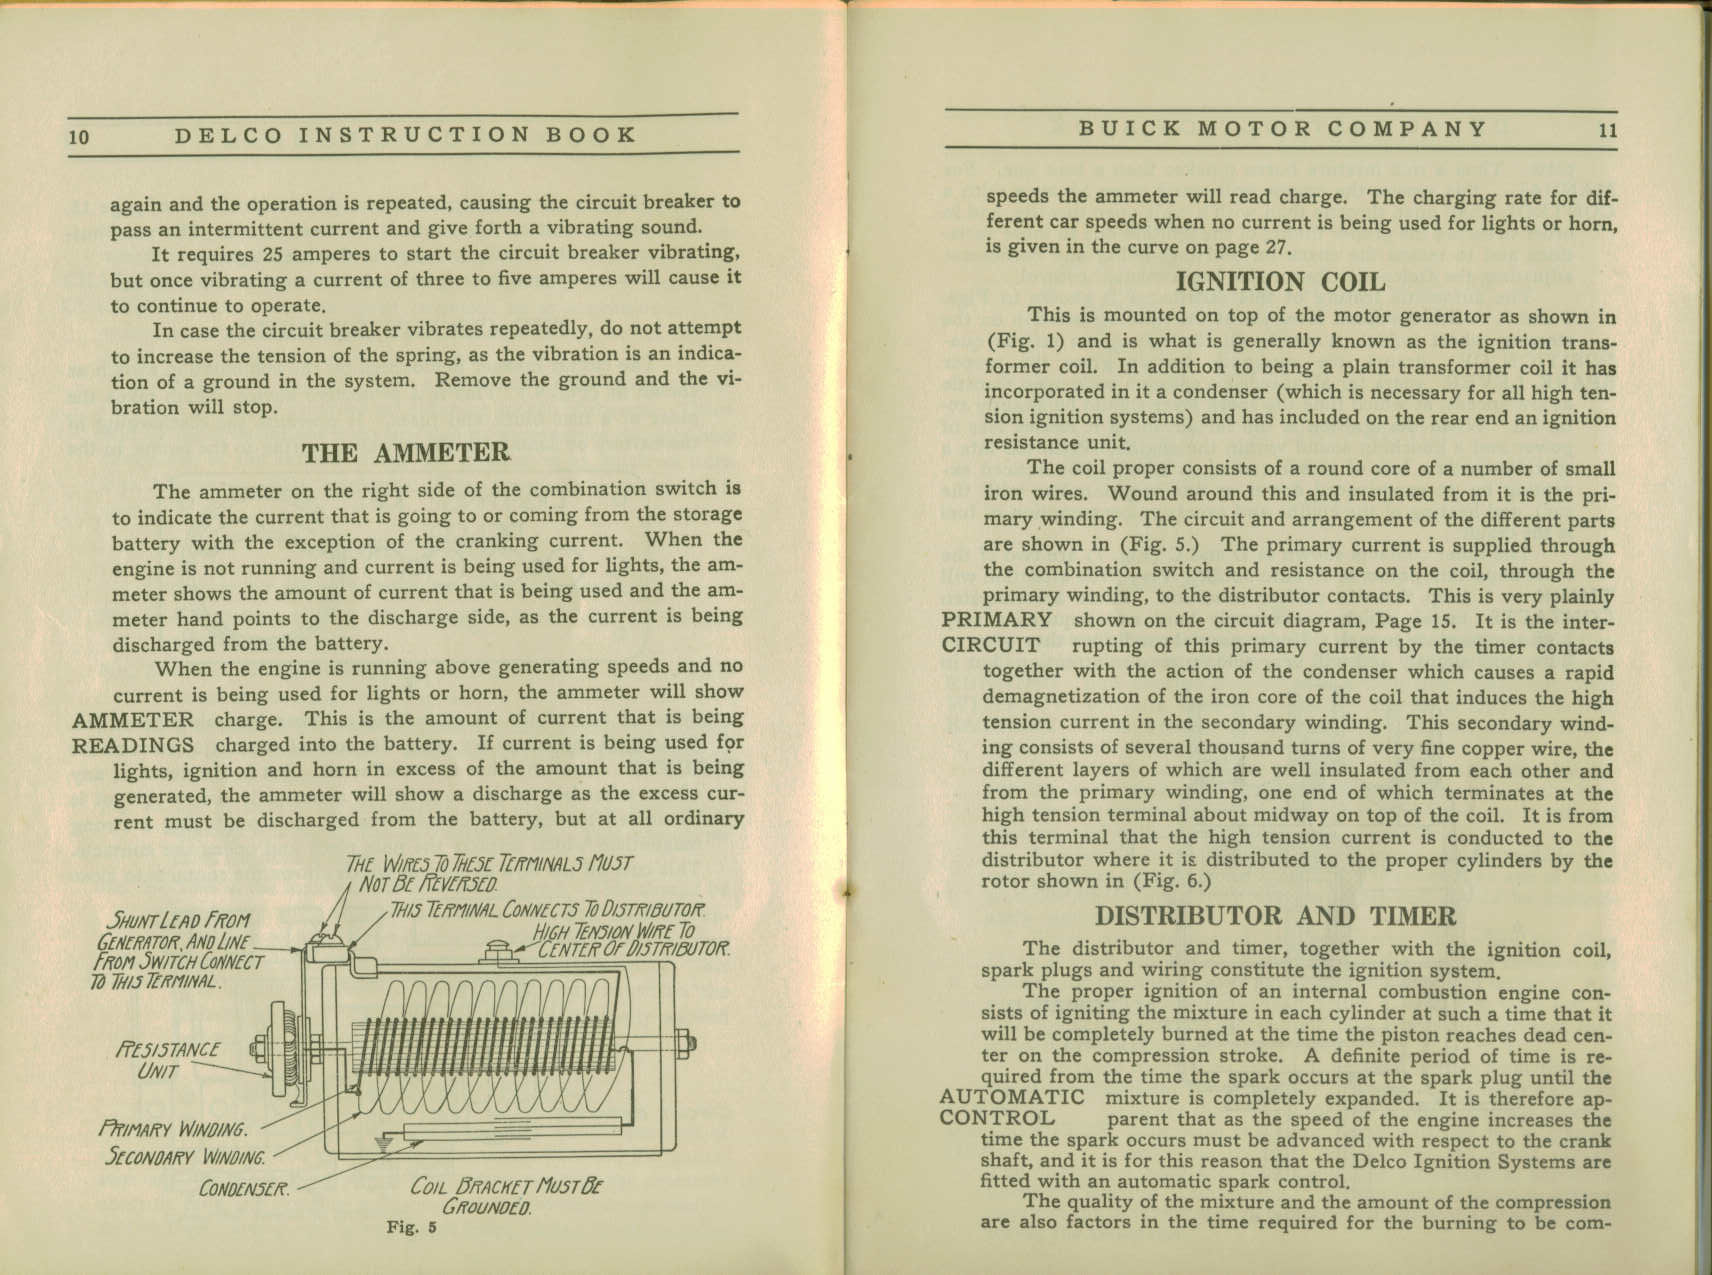 10 DELCO INSTRUCTION BOOK
again and the operation is repeated, causing the circuit breaker to
pass an intermittent current and give forth a vibrating sound.
It requires 25 amperes to start the circuit breaker vibrating,
but once vibrating a current of three to five amperes will cause it
to continue to operate.
In case the circuit breaker vibrates repeatedly, do not attempt
to increase the tension of the spring, as the vibration is an indica-
tion of a ground in the system. Remove the ground and the vi-
bration will stop.
THE AMMETER
The ammeter on the right side of the combination switch is
to indicate the current that is going to or coming from the storage
battery with the exception of the cranking current. When the
engine is not running and current is being used for lights, the am-
meter shows the amount of current that is being used and the am-
meter hand points to the discharge side, as the current is being
discharged from the battery.
When the engine is running above generating speeds and no
current is being used for lights or horn, the ammeter will show
AMMETER charge. This is the amount of current that is being
READINGS charged into the battery. If current is being used for
lights, ignition and horn in excess of the amount that is being
generated, the ammeter will show a discharge as the excess cur-
rent must be discharged from the battery, but at all ordinary
THE WIRES TO THESE TERMINALS MUST
NOT BE REVERSED.
THIS TERMINAL CONNECTS TO DISTRIBUTOR.
HIGH TENSION WIRE TO
CENTER OF DISTRIBUTOR.
SHUNT LEAD FROM
GENERATOR, AND LINE
FROM SWITCH CONNECT
TO THIS TERMINAL.
RESISTANCE
UNIT
PRIMARY WINDING.
SECONDARY WINDING.
CONDENSER.
COIL BRACKET MUST BE
GROUNDED.
Fig. 5
BUICK MOTOR COMPANY 11
speeds the ammeter will read charge. The charging rate for dif-
ferent car speeds when no current is being used for lights or horn,
is given in the curve on page 27.
IGNITION COIL
This is mounted on top of the motor generator as shown in
(Fig. 1) and is what is generally known as the ignition trans-
former coil. In addition to being a plain transformer coil it has
incorporated in it a condenser (which is necessary for all high ten-
sion ignition systems) and has included on the rear end an ignition
resistance unit.
The coil proper consists of a round core of a number of small
iron wires. Wound around this and insulated from it is the pri-
mary winding. The circuit and arrangement of the different parts
are shown in (Fig. 5.) The primary current is supplied through
the combination switch and resistance on the coil, through the
primary winding, to the distributor contacts. This is very plainly
PRIMARY shown on the circuit diagram, Page 15. It is the inter-
CIRCUIT rupting of this primary current by the timer contacts
together with the action of the condenser which causes a rapid
demagnetization of the iron core of the coil that induces the high
tension current in the secondary winding. This secondary wind-
ing consists of several thousand turns of very fine copper wire, the
different layers of which are well insulated from each other and
from the primary winding, one end of which terminates at the
high tension terminal about midway on top of the coil. It is from
this terminal that the high tension current is conducted to the
distributor where it is distributed to the proper cylinders by the
rotor shown in (Fig. 6.)
DISTRIBUTOR AND TIMER
The distributor and timer, together with the ignition coil,
spark plugs and wiring constitute the ignition system.
The proper ignition of an internal combustion engine con-
sists of igniting the mixture in each cylinder at such a time that it
will be completely burned at the time the piston reaches dead cen-
ter on the compression stroke. A definite period of time is re-
quired from the time the spark occurs at the spark plug until the
AUTOMATIC mixture is completely expanded. It is therefore ap-
CONTROL parent that as the speed of the engine increases the
time the spark occurs must be advanced with respect to the crank
shaft, and it is for this reason that the Delco Ignition Systems are
fitted with an automatic spark control.
The quality of the mixture and the amount of the compression
are also factors in the time required for the burning to be com-